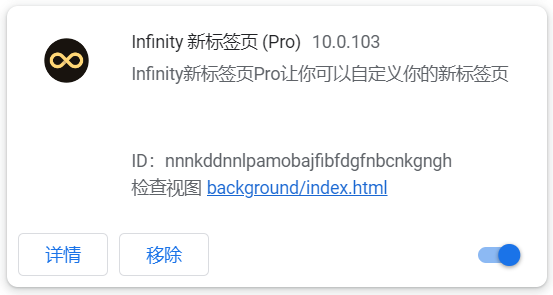 Infinity 新标签页 (Pro) 10.0.103
Infinity新标签页Pro让你可以自定义你的新标签页
ID：nnnkddnnlpamobajfibfdgfnbcnkgngh
检查视图 background/index.html
详情 移除